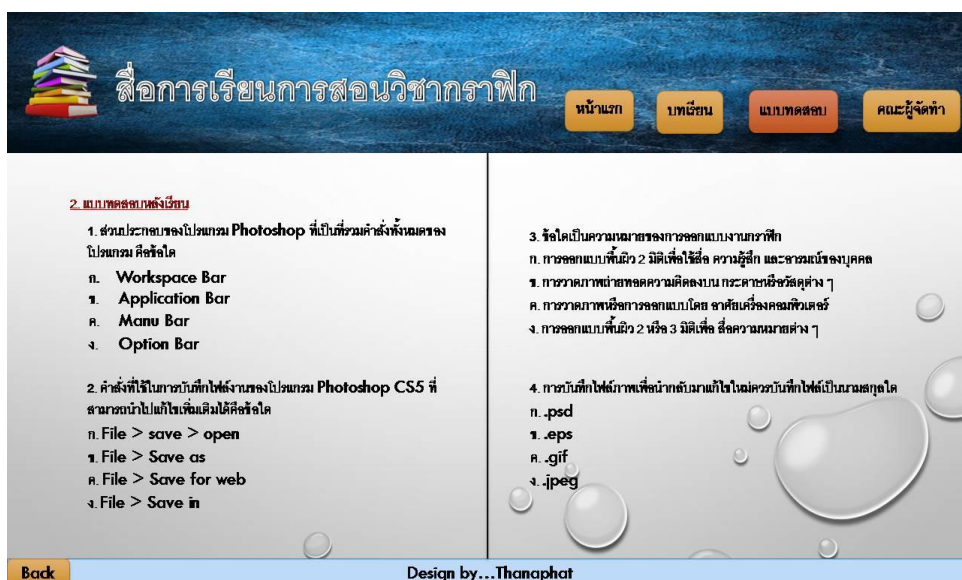 สื่อการเรียนการสอนวิชากราฟิก
หน้าแรก
บทเรียน
แบบทดสอบ
คณะผู้จัดทำ
2. แบบทดสอบหลังเรียน
1. ส่วนประกอบของโปรแกรม Photoshop ที่เป็นที่รวมคำสั่งทั้งหมดของ
โปรแกรม คือข้อใด
ก. Workspace Bar
ข. Application Bar
ค. Manu Bar
ง. Option Bar
2. คำสั่งที่ใช้ในการบันทึกไฟล์งานของโปรแกรม Photoshop CS5 ที่
สามารถนำไปแก้ไขเพิ่มเติมได้คือข้อใด
ก. File > save > open
ข. File > Save as
ค. File > Save for web
ง. File > Save in
3. ข้อใดเป็นความหมายของการออกแบบงานกราฟิก
ก. การออกแบบพื้นผิว 2 มิติเพื่อใช้สื่อ ความรู้สึก และอารมณ์ของบุคคล
ข. การวาดภาพถ่ายทอดความคิดลงบน กระดาษหรือวัสดุต่าง ๆ
ค. การวาดภาพหรือการออกแบบโดย อาศัยเครื่องคอมพิวเตอร์
ง. การออกแบบพื้นผิว 2 หรือ 3 มิติเพื่อ สื่อความหมายต่าง ๆ
4. การบันทึกไฟล์ภาพเพื่อนำกลับมาแก้ไขใหม่ควรบันทึกไฟล์เป็นนามสกุลใด
ก. .psd
ข. .eps
ค. .gif
ง. .jpeg
Back
Design by...Thanaphat